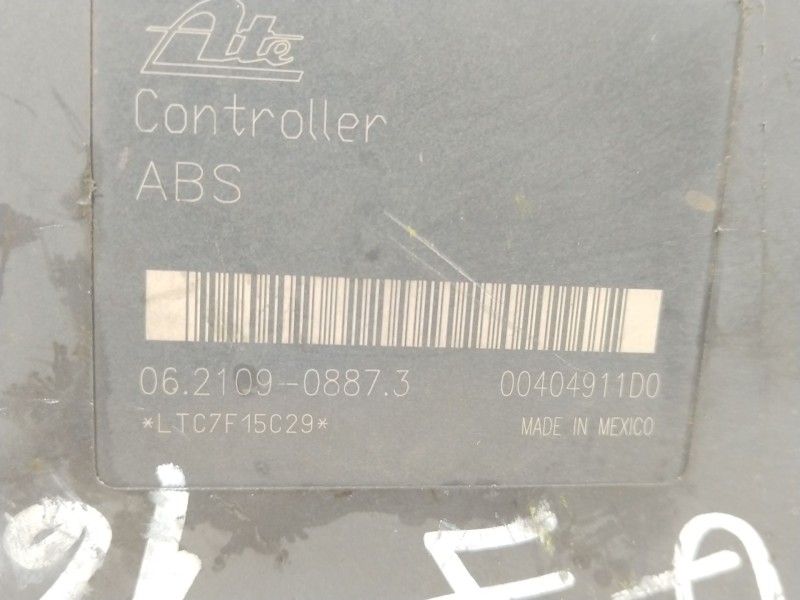 Ate
Controller
ABS
06.2109-0887.3 00404911D0
*LTC7F15C29* MADE IN MEXICO